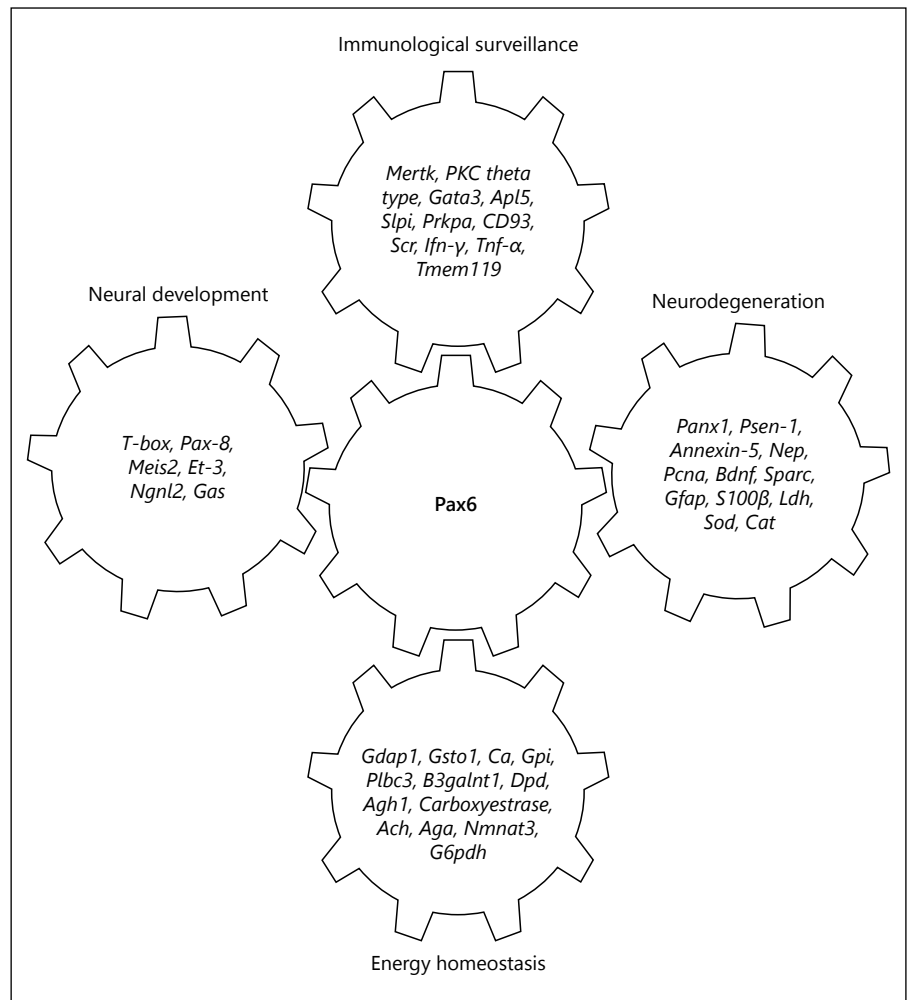 Immunological surveillance
Mertk, PKC theta
type, Gata3, Apl5,
Slpi, Prkpa, CD93,
Scr, Ifn-γ, Tnf-α,
Tmem119
Neural development
T-box, Pax-8,
Meis2, Et-3,
Ngnl2, Gas
Neurodegeneration
Panx1, Psen-1,
Annexin-5, Nep,
Pcna, Bdnf, Sparc,
Gfap, S100β, Ldh,
Sod, Cat
Pax6
Gdap1, Gsto1, Ca, Gpi,
Plbc3, B3galnt1, Dpd,
Agh1, Carboxyestrase,
Ach, Aga, Nmnat3,
G6pdh
Energy homeostasis